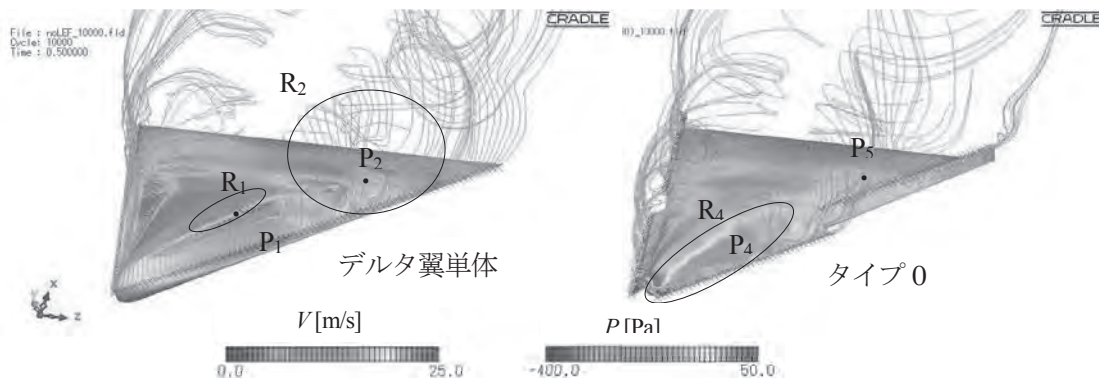 CRADLE
File : noLEF_10000.fld
Cycle: 10000
Time : 0.500000
R2
P2
R1
P1
デルタ翼単体
x
z
CRADLE
P5
R4
P4
タイプ 0
V [m/s]
0.0
25.0
P [Pa]
-400.0
50.0